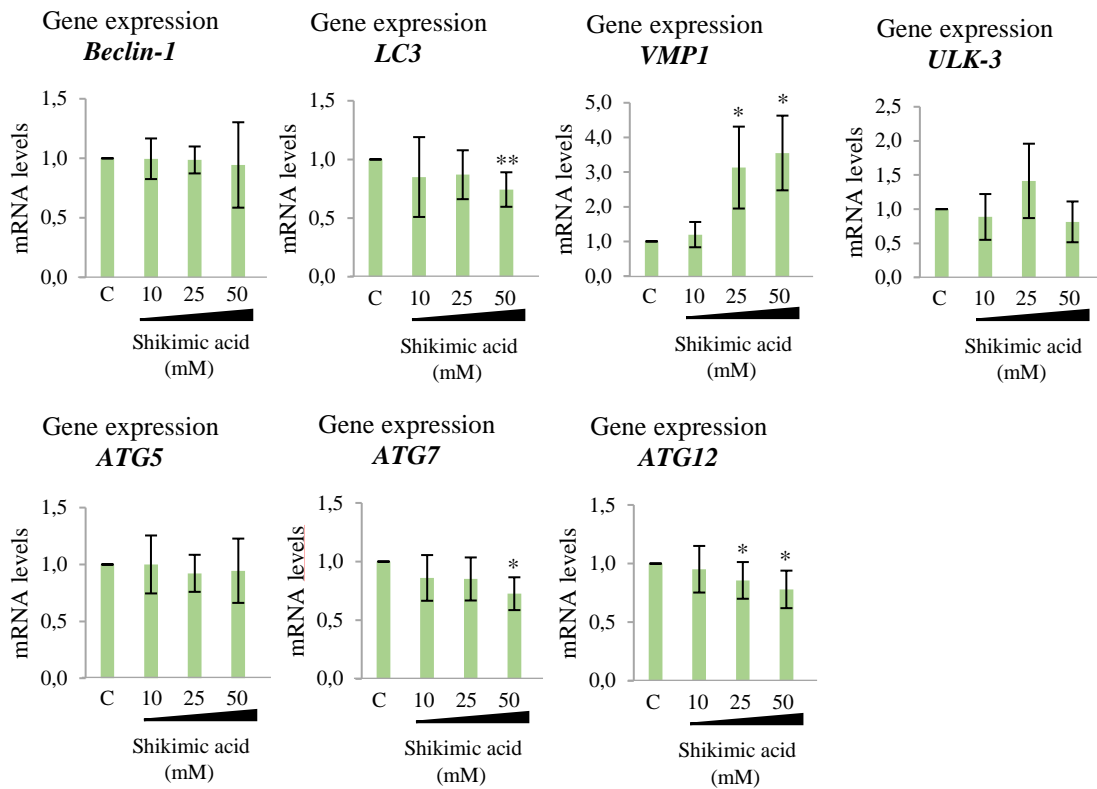 Gene expression
Beclin-1
mRNA levels
1,5
1,0
0,5
0,0
C 10 25 50
Shikimic acid
(mM)
Gene expression
LC3
mRNA levels
1,5
1,0
0,5
0,0
**
C 10 25 50
Shikimic acid
(mM)
Gene expression
VMP1
mRNA levels
5,0
4,0
3,0
2,0
1,0
0,0
* *
C 10 25 50
Shikimic acid
(mM)
Gene expression
ULK-3
mRNA levels
2,5
2,0
1,5
1,0
0,5
0,0
C 10 25 50
Shikimic acid
(mM)
Gene expression
ATG5
mRNA levels
1,5
1,0
0,5
0,0
C 10 25 50
Shikimic acid
(mM)
Gene expression
ATG7
mRNA levels
1,5
1,0
0,5
0,0
*
C 10 25 50
Shikimic acid
(mM)
Gene expression
ATG12
mRNA levels
1,5
1,0
0,5
0,0
* *
C 10 25 50
Shikimic acid
(mM)